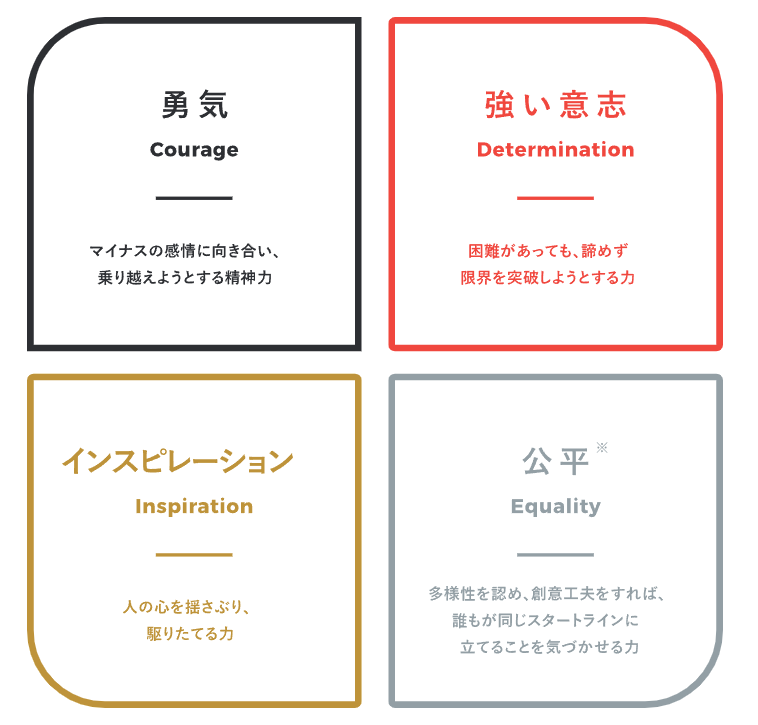 勇気
Courage
マイナスの感情に向き合い、
乗り越えようとする精神力
強い意志
Determination
困難があっても、諦めず
限界を突破しようとする力
インスピレーション
Inspiration
人の心を揺さぶり、
駆りたてる力
公平※
Equality
多様性を認め、創意工夫をすれば、
誰もが同じスタートラインに
立てることを気づかせる力